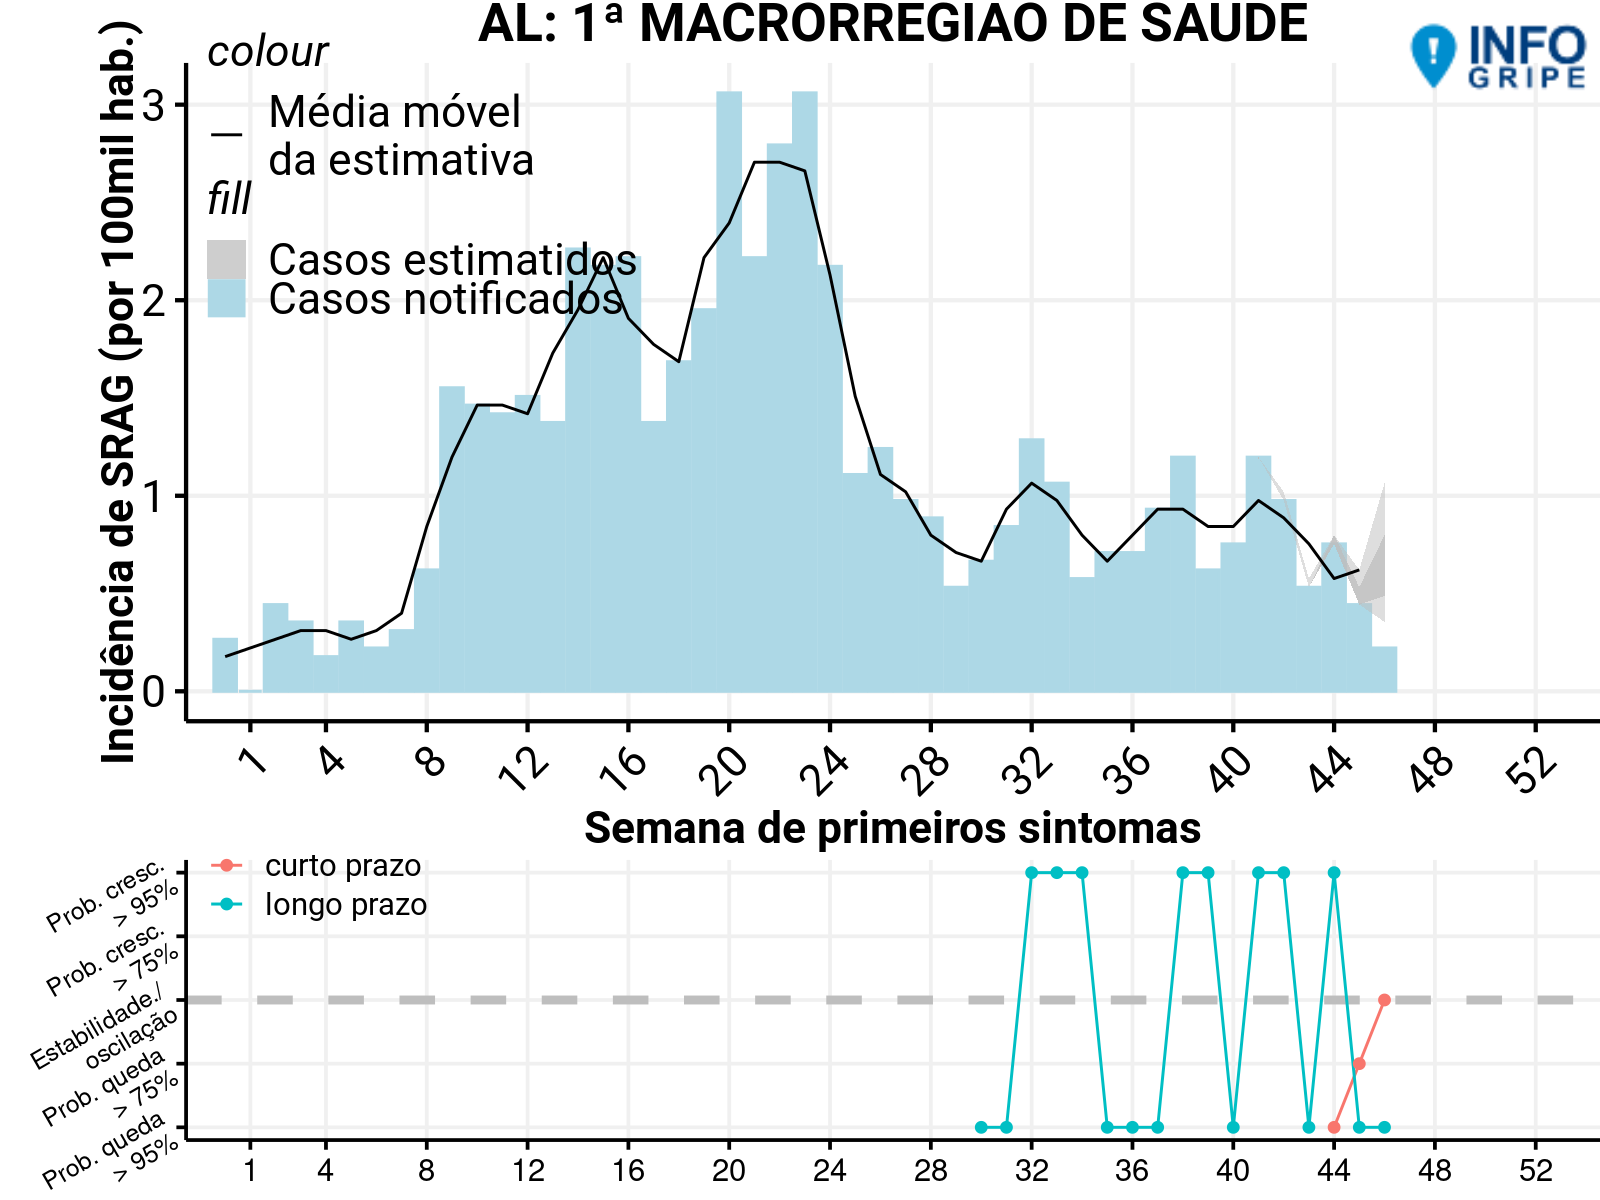 AL: 1ª MACRORREGIAO DE SAUDE
INFO
GRIPE
Incidência de SRAG (por 100mil hab.)
colour
Média móvel
da estimativa
fill
Casos estimatidos
Casos notificados
3
2
1
0
1 4 8 12 16 20 24 28 32 36 40 44 48 52
Semana de primeiros sintomas
curto prazo
longo prazo
Prob. cresc.
> 95%
Prob. cresc.
> 75%
Estabilidade./
oscilação
Prob. queda
> 75%
Prob. queda
> 95%
1 4 8 12 16 20 24 28 32 36 40 44 48 52